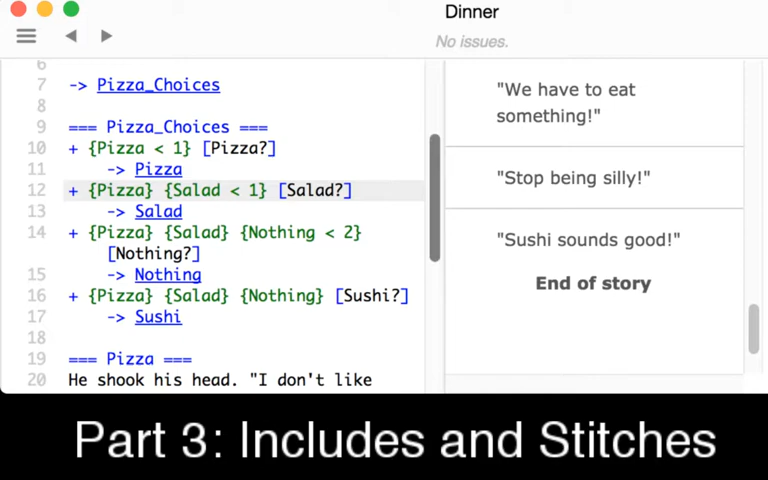 Dinner
No issues.
6
7 -> Pizza_Choices
8
9 === Pizza_Choices ===
10 + {Pizza < 1} [Pizza?]
11 -> Pizza
12 + {Pizza} {Salad < 1} [Salad?]
13 -> Salad
14 + {Pizza} {Salad} {Nothing < 2}
[Nothing?]
15 -> Nothing
16 + {Pizza} {Salad} {Nothing} [Sushi?]
17 -> Sushi
18
19 === Pizza ===
20 He shook his head. "I don't like
"We have to eat
something!"
"Stop being silly!"
"Sushi sounds good!"
End of story
Part 3: Includes and Stitches